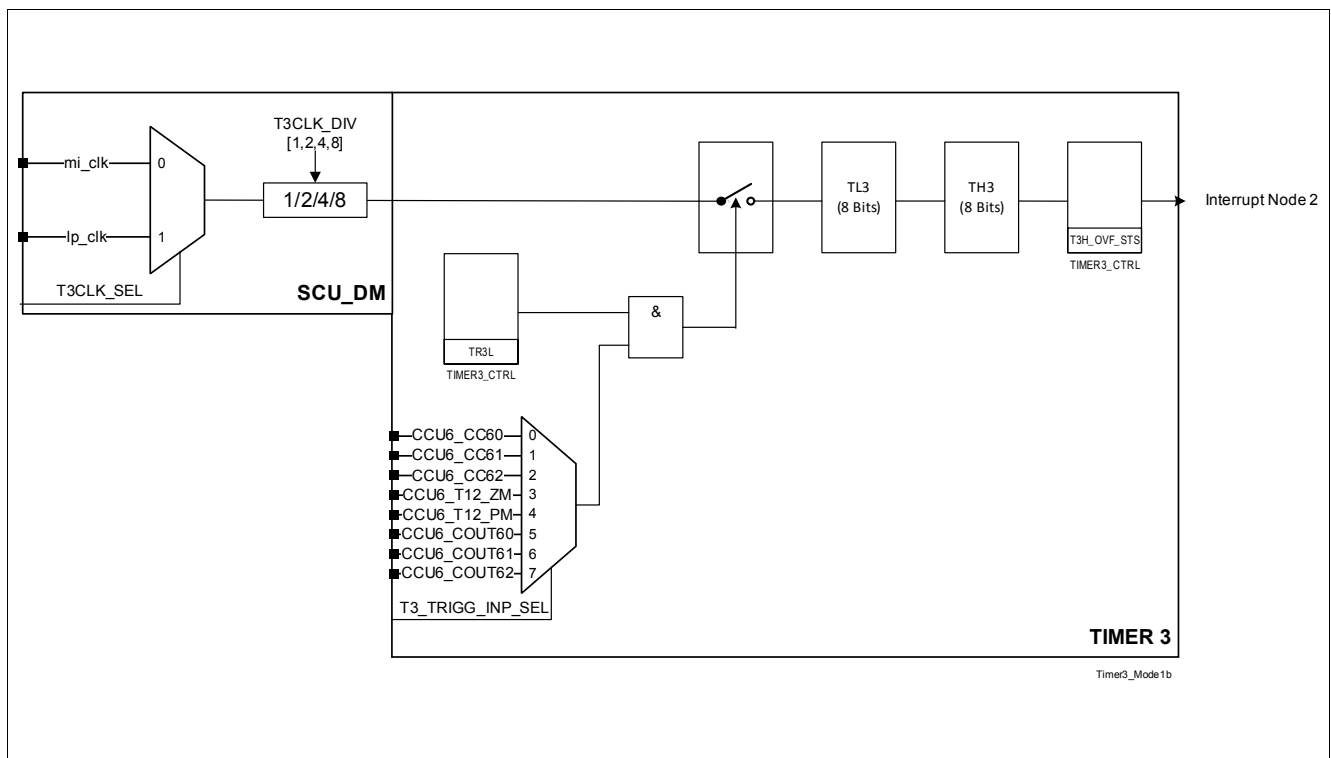 T3CLK_DIV
[1,2,4,8]
mi_clk
0
1/2/4/8
lp_clk
1
T3CLK_SEL
SCU_DM
TL3
(8 Bits)
TH3
(8 Bits)
Interrupt Node 2
T3H_OVF_STS
TIMER3_CTRL
&
TR3L
TIMER3_CTRL
CCU6_CC60 0
CCU6_CC61 1
CCU6_CC62 2
CCU6_T12_ZM 3
CCU6_T12_PM 4
CCU6_COUT60 5
CCU6_COUT61 6
CCU6_COUT62 7
T3_TRIGG_INP_SEL
TIMER 3
Timer3_Mode1b